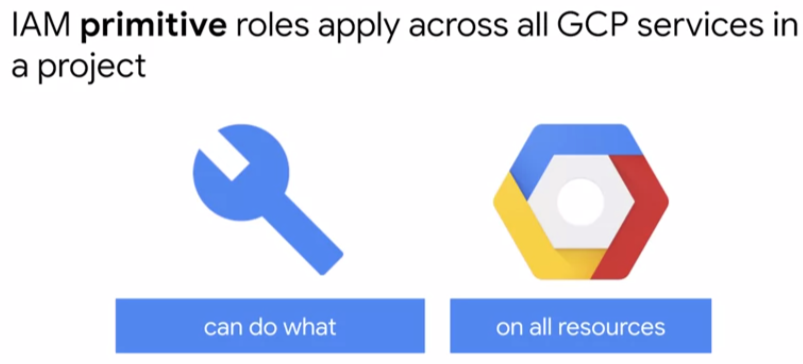 IAM primitive roles apply across all GCP services in
a project
can do what
on all resources